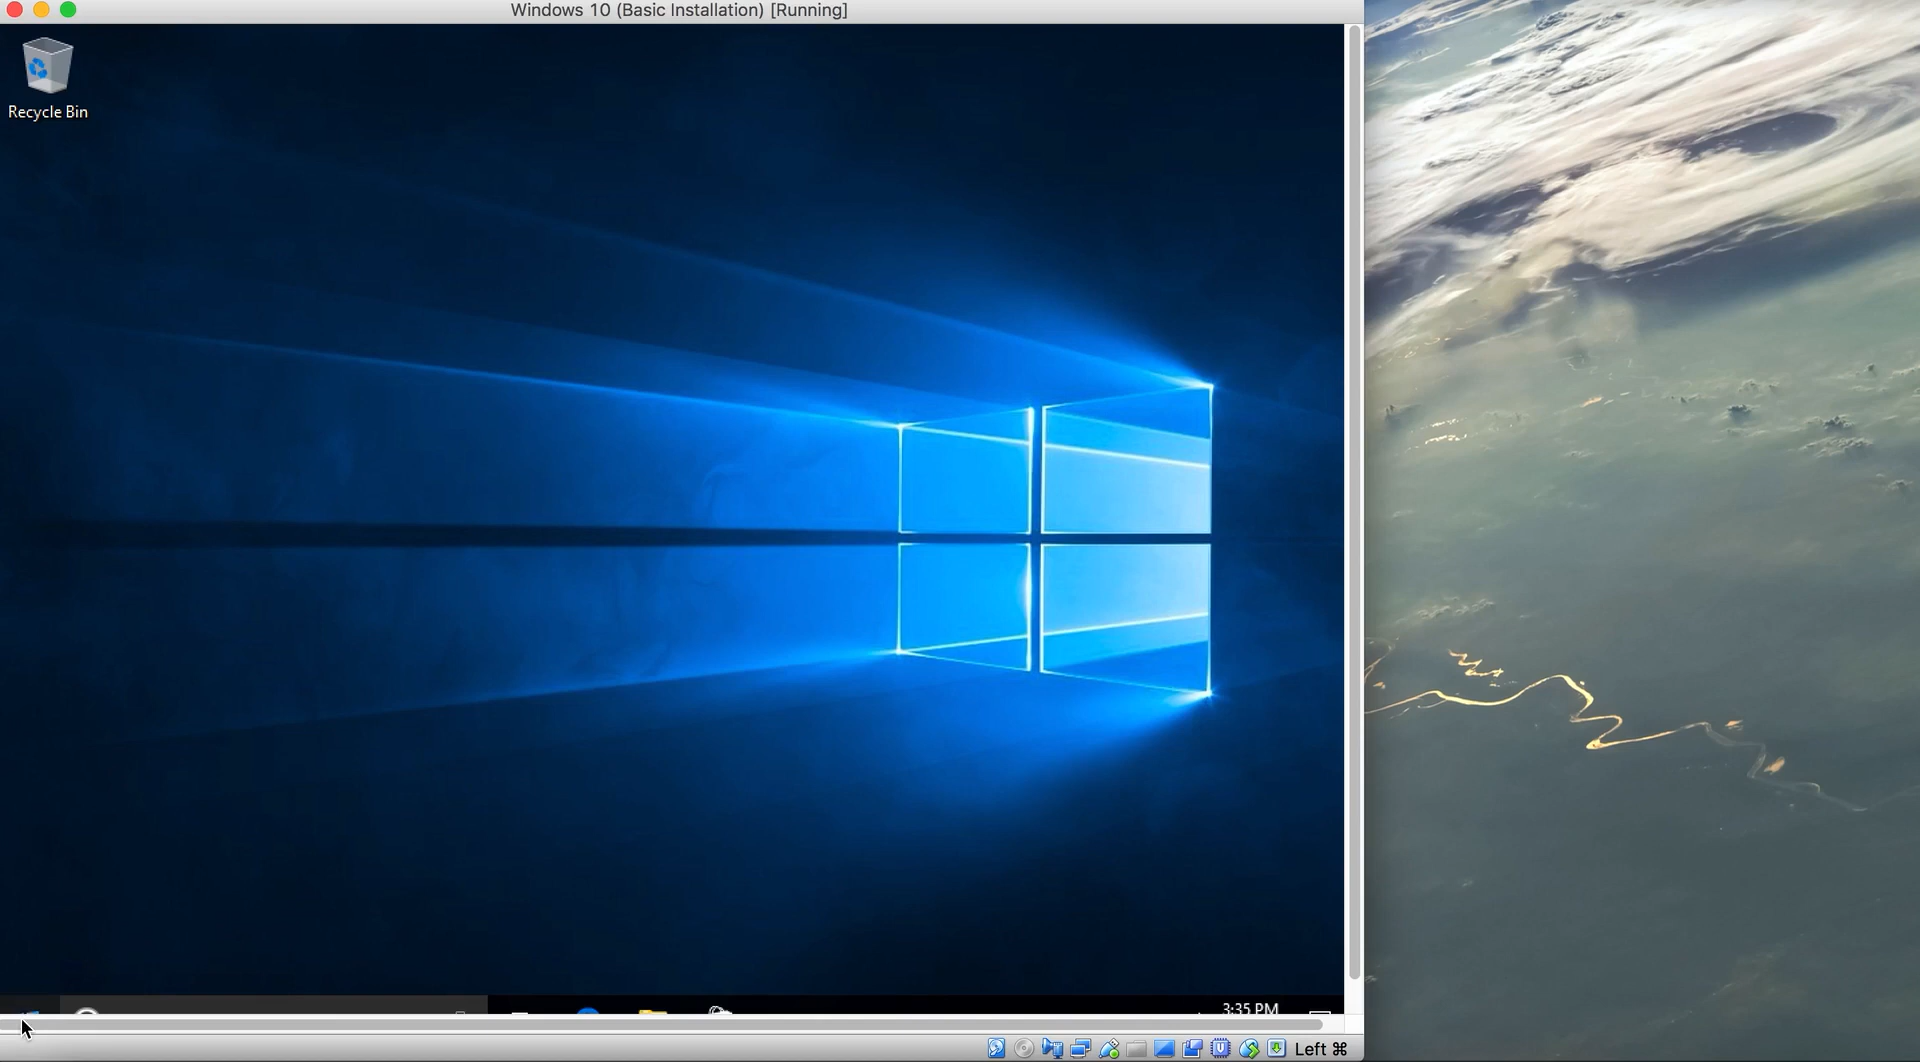 Windows 10 (Basic Installation) [Running]
Recycle Bin
3:35 PM
Left ⌘